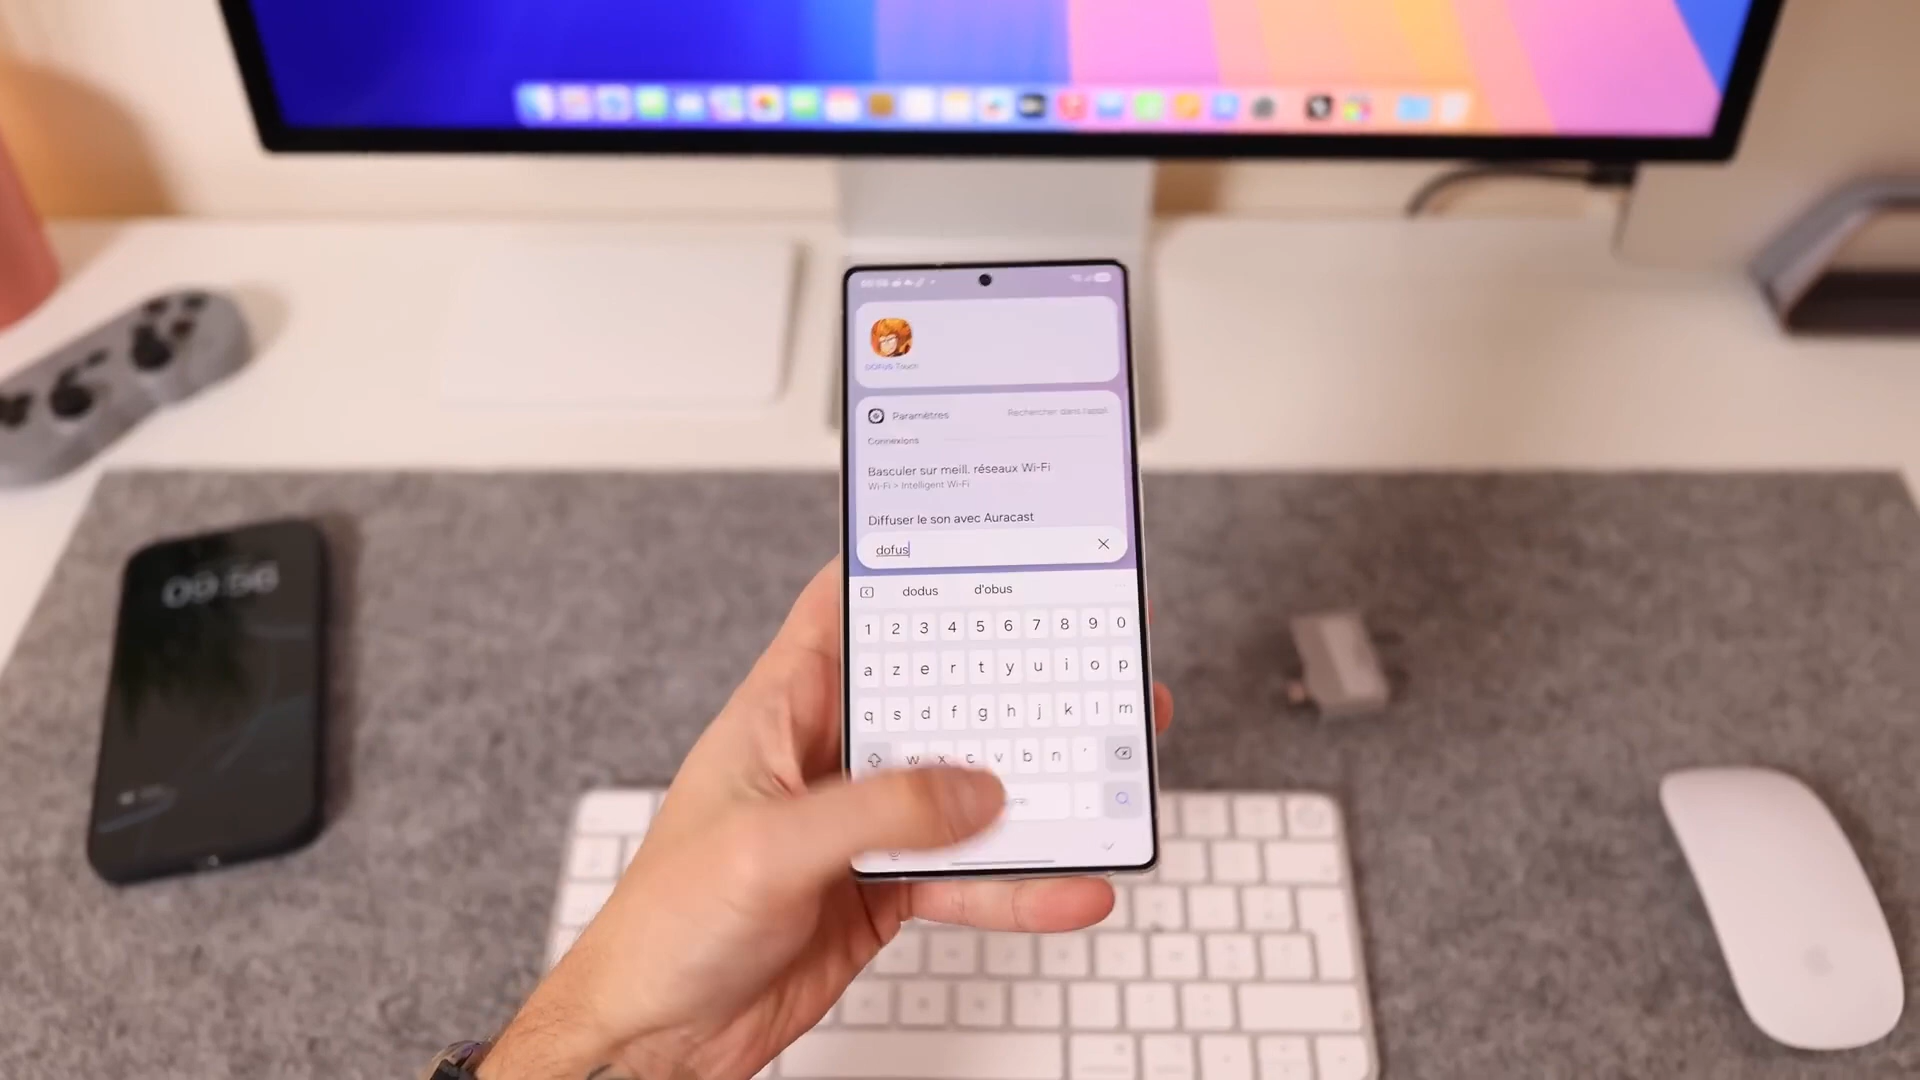 DOFUS Touch
Paramètres
Rechercher dans l'appli
Connexions
Basculer sur meill. réseaux Wi-Fi
Wi-Fi > Intelligent Wi-Fi
Diffuser le son avec Auracast
dofus
dodus d'obus
1 2 3 4 5 6 7 8 9 0
a z e r t y u i o p
q s d f g h j k l m
w x c v b n '
.
09:56